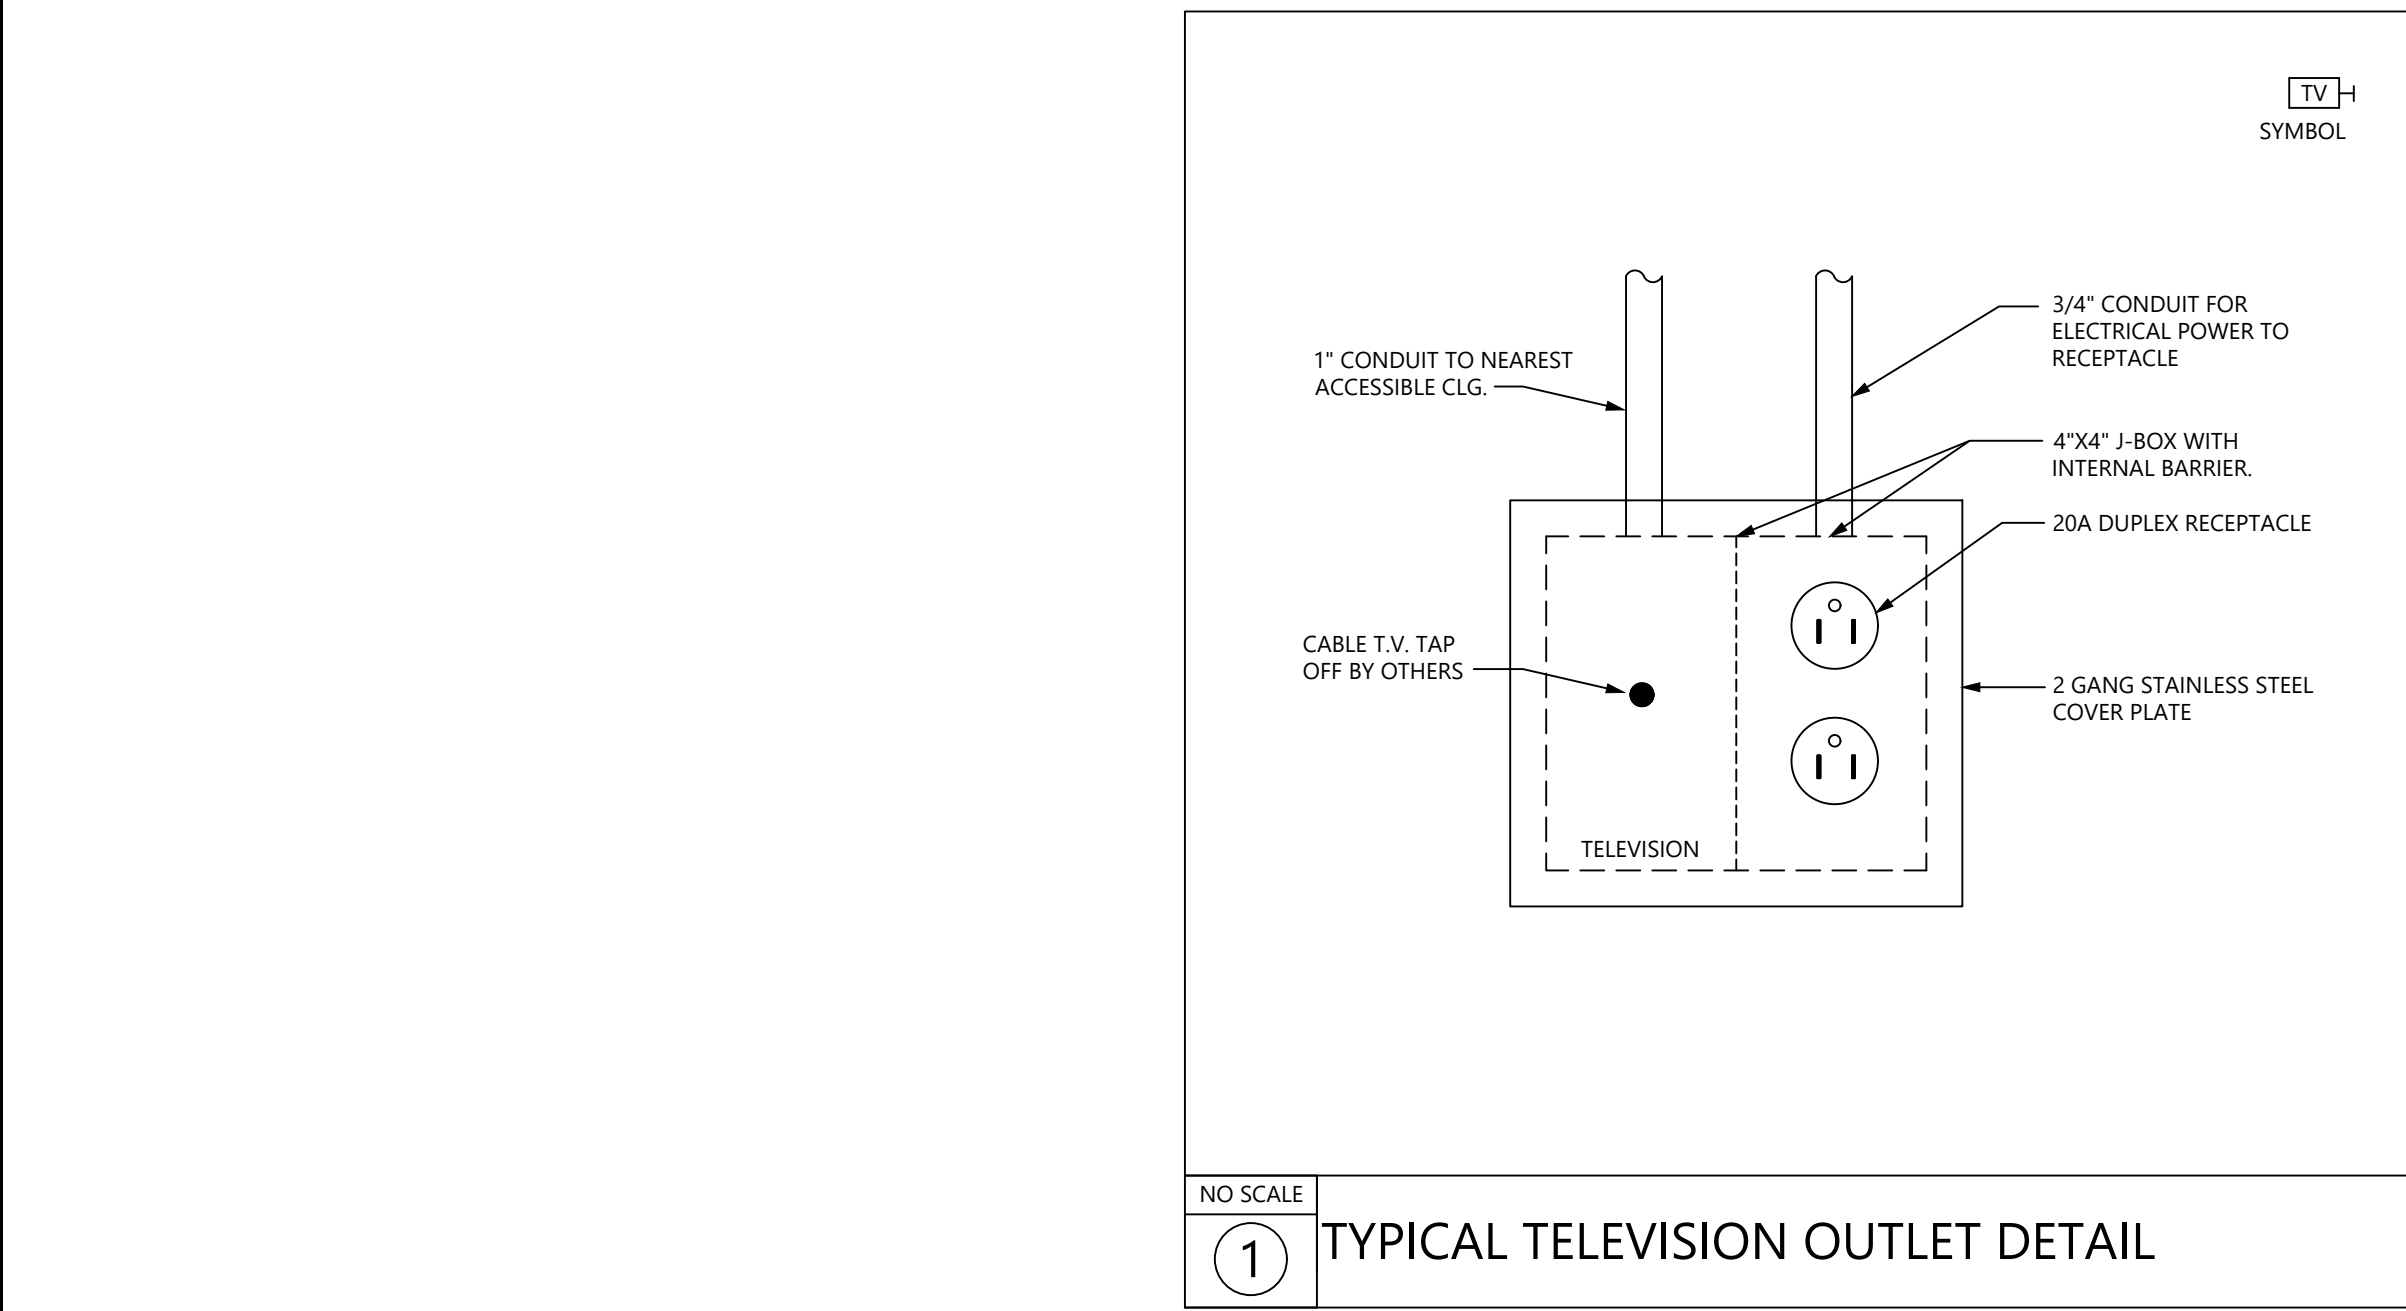 TV
SYMBOL
3/4" CONDUIT FOR
ELECTRICAL POWER TO
RECEPTACLE
1" CONDUIT TO NEAREST
ACCESSIBLE CLG.
4"X4" J-BOX WITH
INTERNAL BARRIER.
20A DUPLEX RECEPTACLE
CABLE T.V. TAP
OFF BY OTHERS
2 GANG STAINLESS STEEL
COVER PLATE
TELEVISION
NO SCALE
1
TYPICAL TELEVISION OUTLET DETAIL